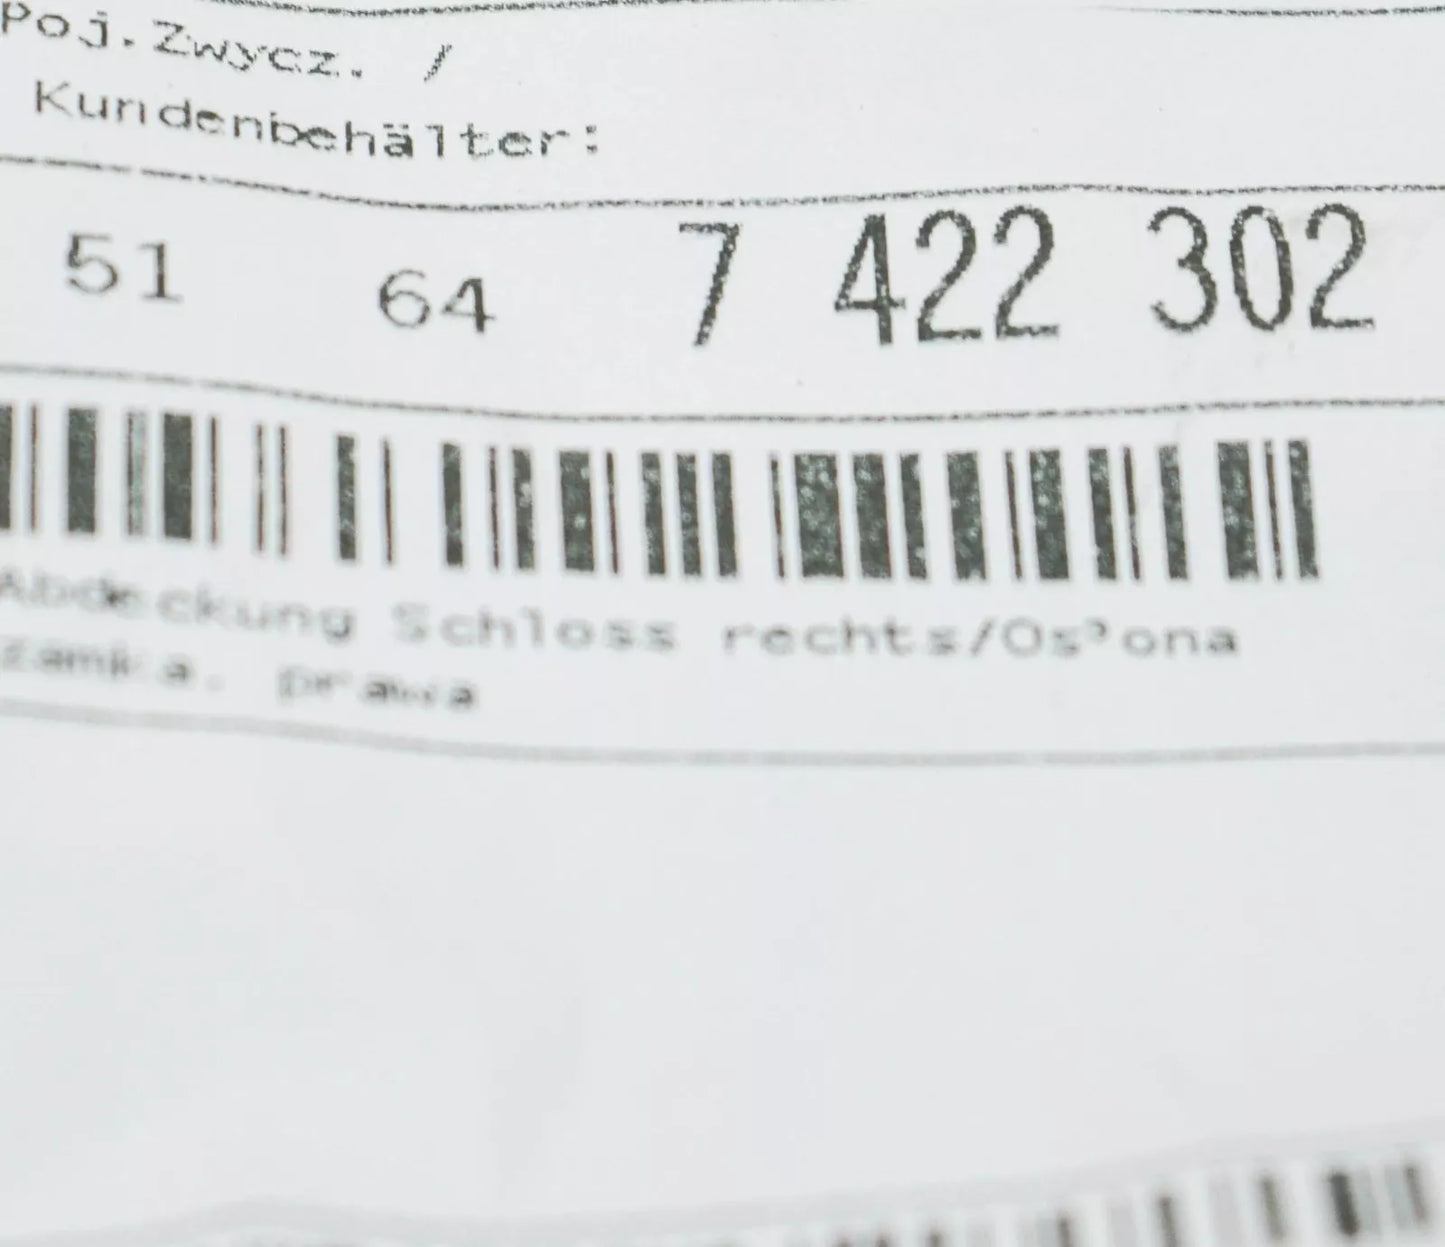 Poj.Zwycz. /
Kundenbehälter:
51 64 7 422 302
Abdeckung Schloss rechts/Os³ona
zamka. prawa